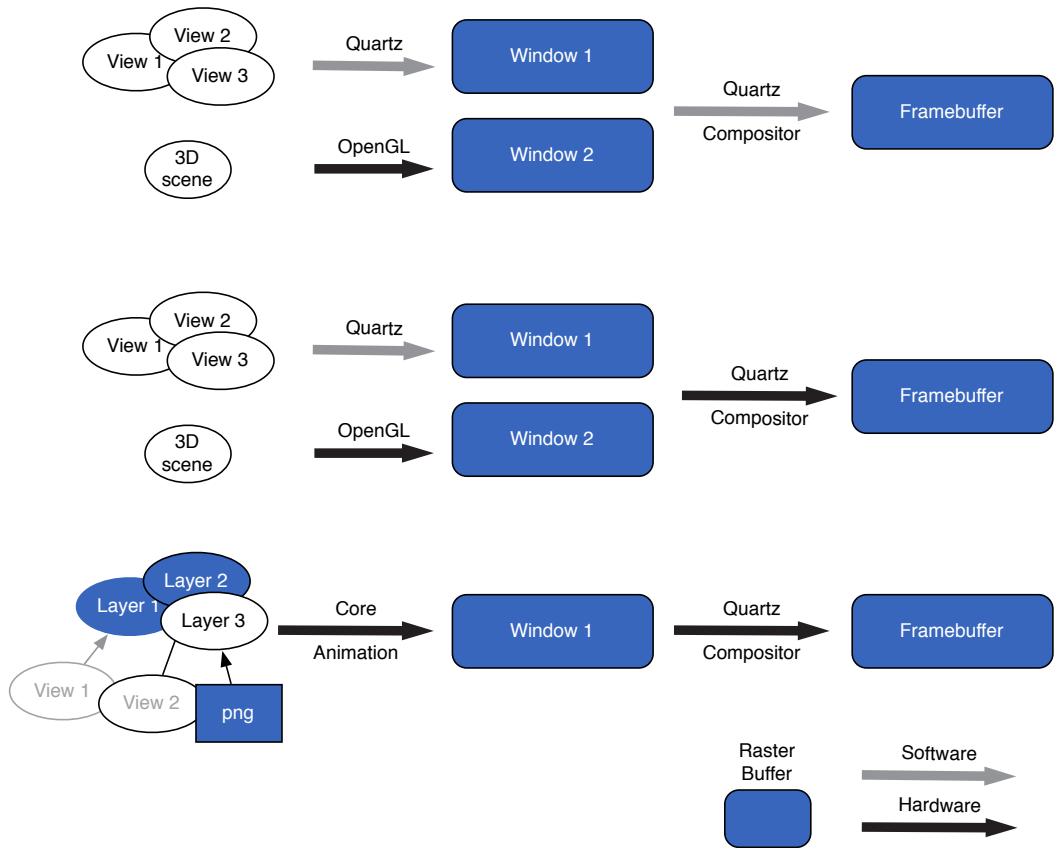 View 1
View 2
View 3
Quartz
Window 1
3D
scene
OpenGL
Window 2
Quartz
Compositor
Framebuffer
View 1
View 2
View 3
Quartz
Window 1
3D
scene
OpenGL
Window 2
Quartz
Compositor
Framebuffer
Layer 1
Layer 2
Layer 3
View 1
View 2
png
Core
Animation
Window 1
Quartz
Compositor
Framebuffer
Raster
Buffer
Software
Hardware